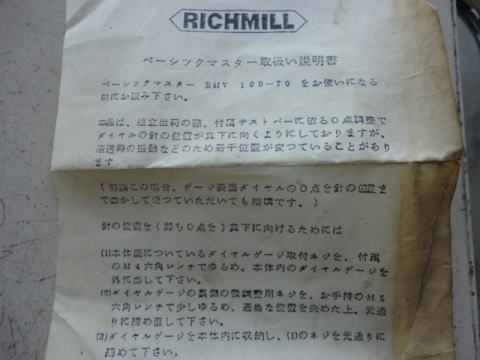 RICHMILL
ベーシックマスター取扱い説明書
ベーシックマスター BMV 100-70 をお使いになる
前にお読み下さい。
本品は、組立出荷の際、付属テストバーに依る0点調整で
ダイヤルの針の位置が真下に向くようにしておりますが、
運送時の振動などのため若干位置が変つていることがあり
ます
(勿論この場合、ゲージ表面ダイヤルの0点を針の位置ま
で動かして使つていただいても結構です。)
針の位置を(即ち0点を)真下に向けるためには
(1)本体底についているダイヤルゲージ取付ネジを、付属
のM4六角レンチでゆるめ、本体内のダイヤルゲージを
外に出して下さい。
(2)ダイヤルゲージの裏側の微調整用ネジを、お手持のM5
六角レンチで少しゆるめ、適当な位置を決めた上、元通
りに締め直して下さい。
(3)ダイヤルゲージを本体内に収納し、(1)のネジを元通りに
締めて下さい。